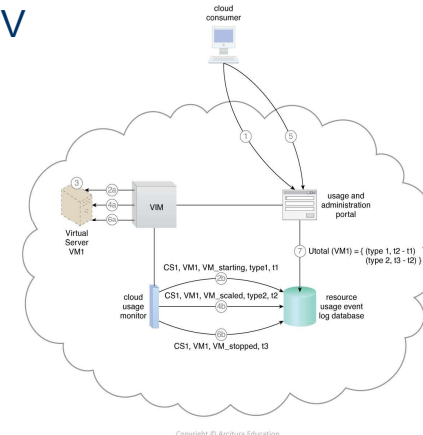 V
cloud
consumer
1
5
3
2a
4a
6a
VIM
usage and
administration
portal
Virtual
Server
VM1
7
Utotal (VM1) = { (type 1, t2 - t1)
(type 2, t3 - t2) }
CS1, VM1, VM_starting, type1, t1
2b
cloud
usage
monitor
CS1, VM1, VM_scaled, type2, t2
4b
resource
usage event
log database
6b
CS1, VM1, VM_stopped, t3
Copyright © Arcitura Education